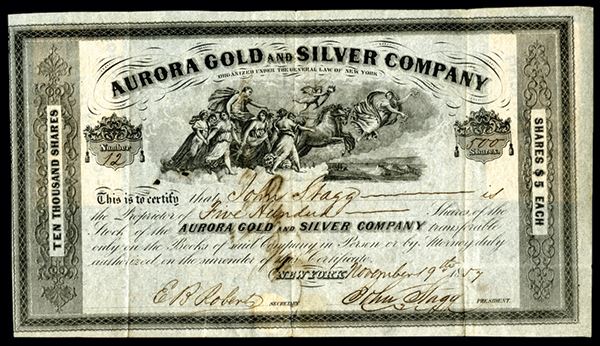 AURORA GOLD AND SILVER COMPANY
ORGANIZED UNDER THE GENERAL LAW OF NEW YORK
TEN THOUSAND SHARES
Number
12
500
Shares.
SHARES $ 5 EACH
This is to certify that John Stagg is
the Proprietor of Five Hundred Shares of the
Stock of the AURORA GOLD AND SILVER COMPANY transferable
only on the Books of said Company in Person or by Attorney duly
authorized on the surrender of this Certificate.
NEW YORK November 19th 1857
E B Robert SECRETARY John Stagg PRESIDENT